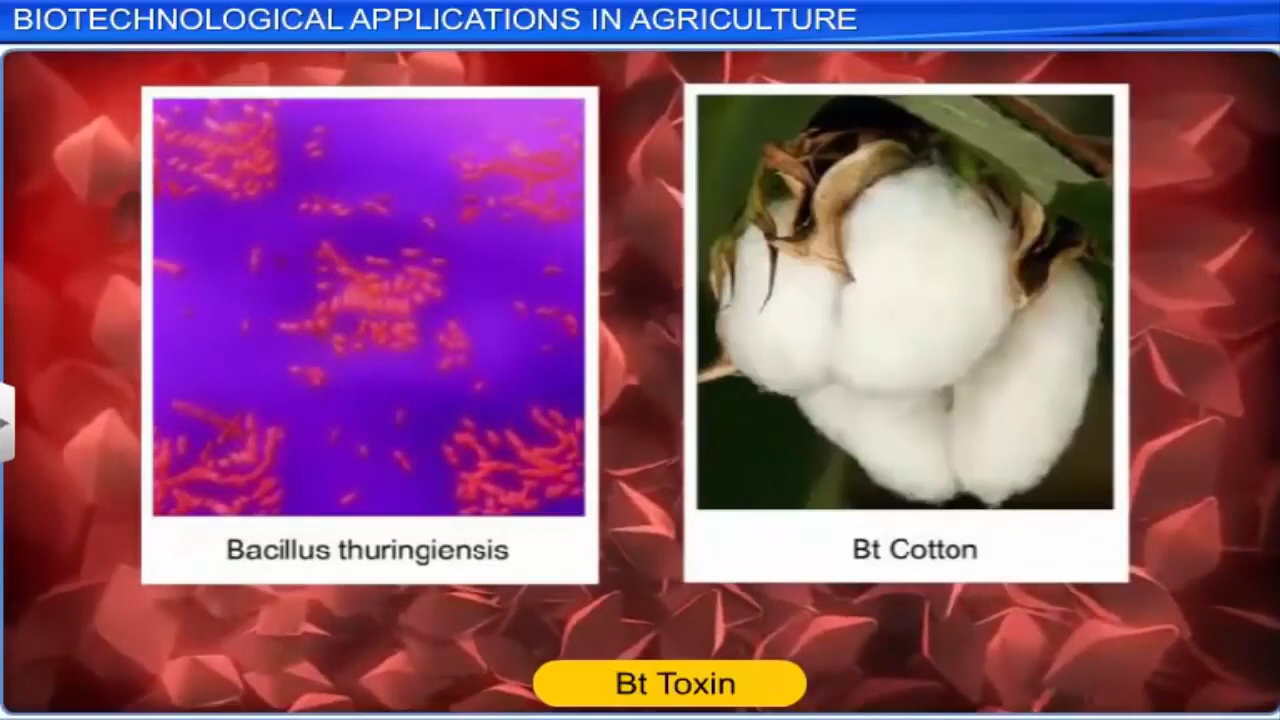 BIOTECHNOLOGICAL APPLICATIONS IN AGRICULTURE
Bacillus thuringiensis
Bt Cotton
Bt Toxin